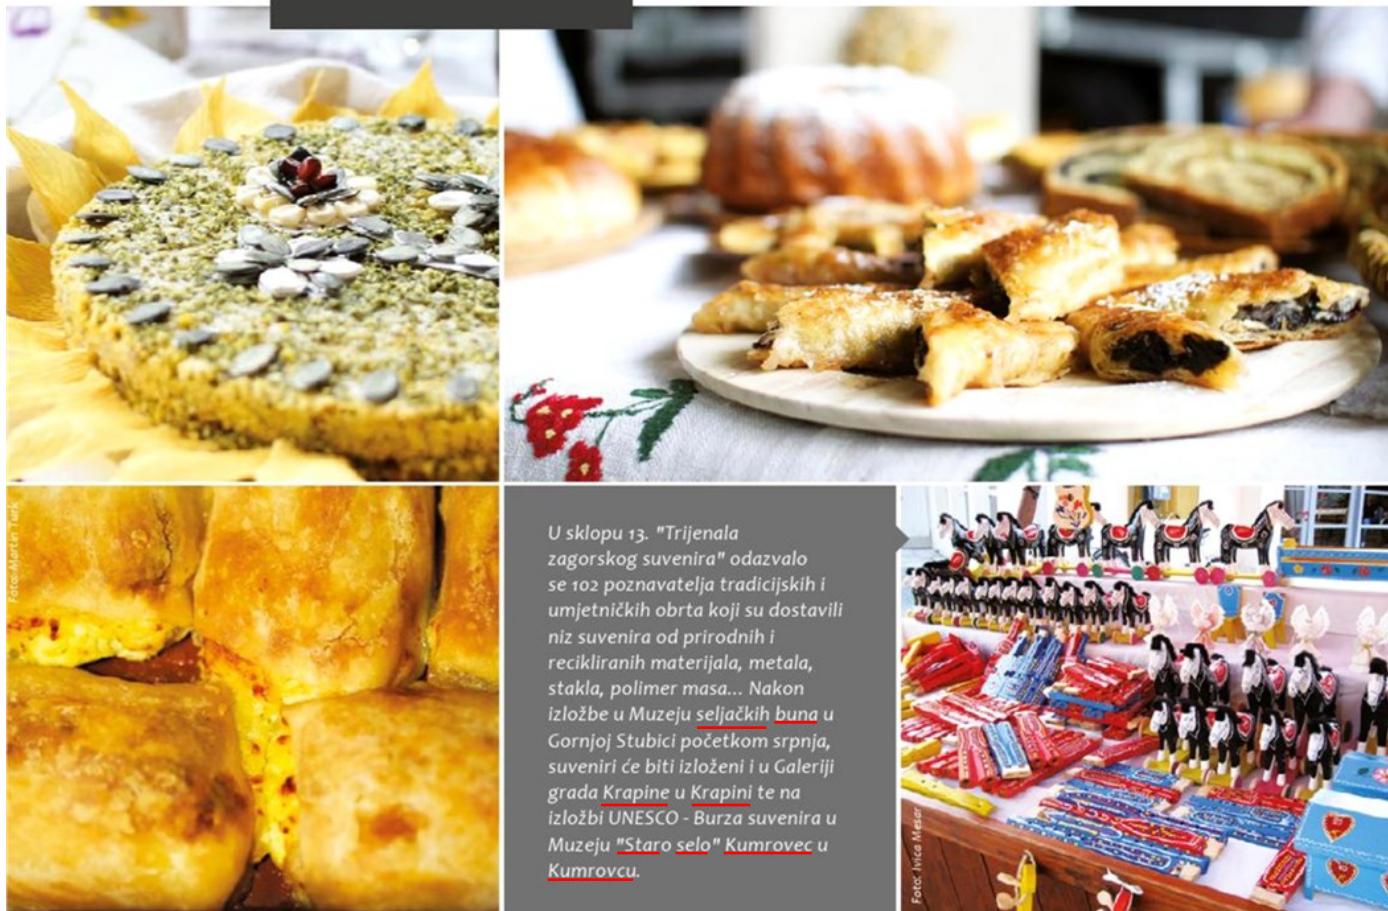 Foto: Martin Turk
U sklopu 13. "Trijenala
zagorskog suvenira" odazvalo
se 102 poznavatelja tradicijskih i
umjetničkih obrta koji su dostavili
niz suvenira od prirodnih i
recikliranih materijala, metala,
stakla, polimer masa... Nakon
izložbe u Muzeju seljačkih buna u
Gornjoj Stubici početkom srpnja,
suveniri će biti izloženi i u Galeriji
grada Krapine u Krapini te na
izložbi UNESCO - Burza suvenira u
Muzeju "Staro selo" Kumrovec u
Kumrovcu.
Foto: Ivica Mesar